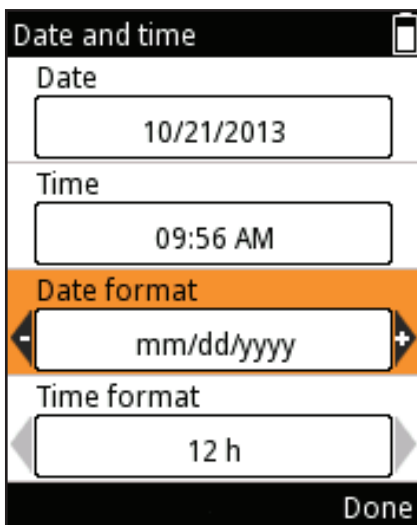 Date and time
Date
10/21/2013
Time
09:56 AM
Date format
- mm/dd/yyyy +
Time format
12 h
Done